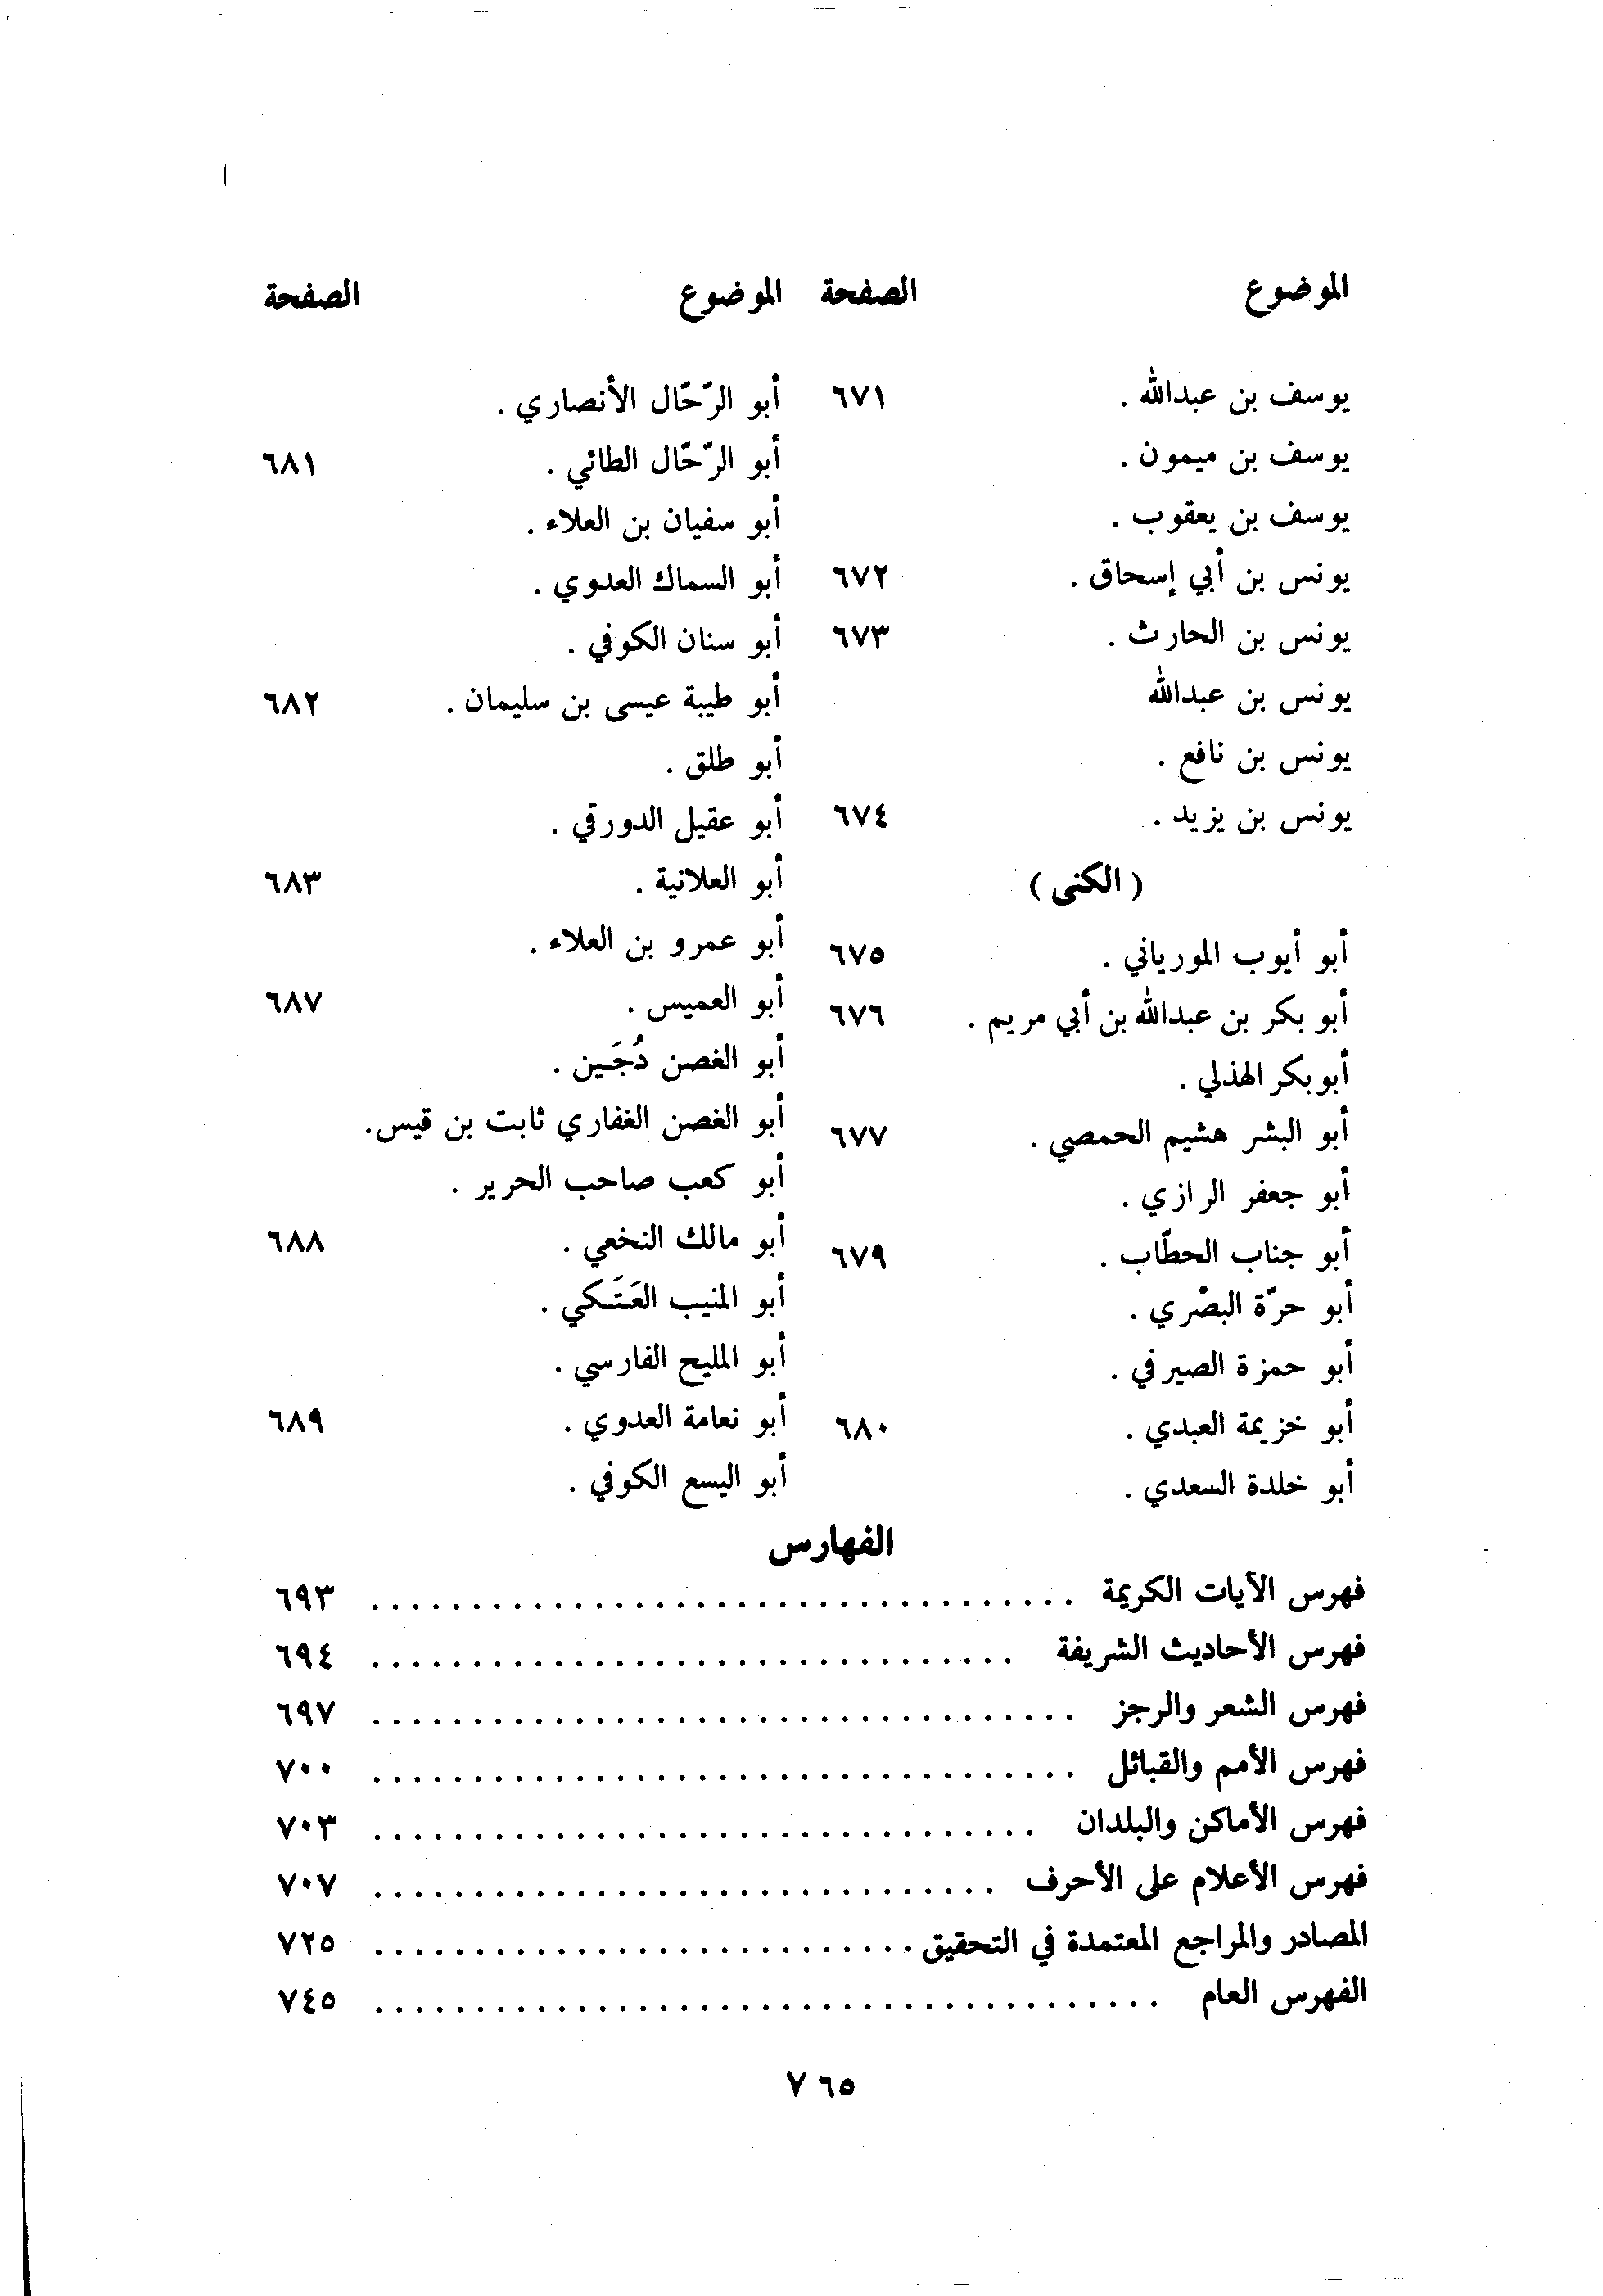 الموضوع الصفحة
يوسف بن عبدالله . ٦٧١
يوسف بن ميمون .
يوسف بن يعقوب .
يونس بن أبي إسحاق . ٦٧٢
يونس بن الحارث . ٦٧٣
يونس بن عبدالله
يونس بن نافع .
يونس بن يزيد . ٦٧٤
( الكنى )
أبو أيوب المورياني . ٦٧٥
أبو بكر بن عبدالله بن أبي مريم . ٦٧٦
أبوبكر الهذلي .
أبو البشر هشيم الحمصي . ٦٧٧
أبو جعفر الرازي .
أبو جناب الحطّاب . ٦٧٩
أبو حرّة البصْري .
أبو حمزة الصيرفي .
أبو خزيمة العبدي . ٦٨٠
أبو خلدة السعدي .
الموضوع الصفحة
أبو الرّحّال الأنصاري .
أبو الرّحّال الطائي . ٦٨١
أبو سفيان بن العلاء .
أبو السماك العدوي .
أبو سنان الكوفي .
أبو طيبة عيسى بن سليمان . ٦٨٢
أبو طلق .
أبو عقيل الدورقي .
أبو العلانية . ٦٨٣
أبو عمرو بن العلاء .
أبو العميس . ٦٨٧
أبو الغصن دُجَين .
أبو الغصن الغفاري ثابت بن قيس.
أبو كعب صاحب الحرير .
أبو مالك النخعي . ٦٨٨
أبو المنيب العَتَكي .
أبو المليح الفارسي .
أبو نعامة العدوي . ٦٨٩
أبو اليسع الكوفي .
الفهارس
فهرس الآيات الكريمة .................................... ٦٩٣
فهرس الأحاديث الشريفة ................................. ٦٩٤
فهرس الشعر والرجز .................................... ٦٩٧
فهرس الأمم والقبائل .................................... ٧٠٠
فهرس الأماكن والبلدان .................................. ٧٠٣
فهرس الأعلام على الأحرف ................................ ٧٠٧
المصادر والمراجع المعتمدة في التحقيق ............................ ٧٢٥
الفهرس العام ........................................ ٧٤٥
٧٦٥